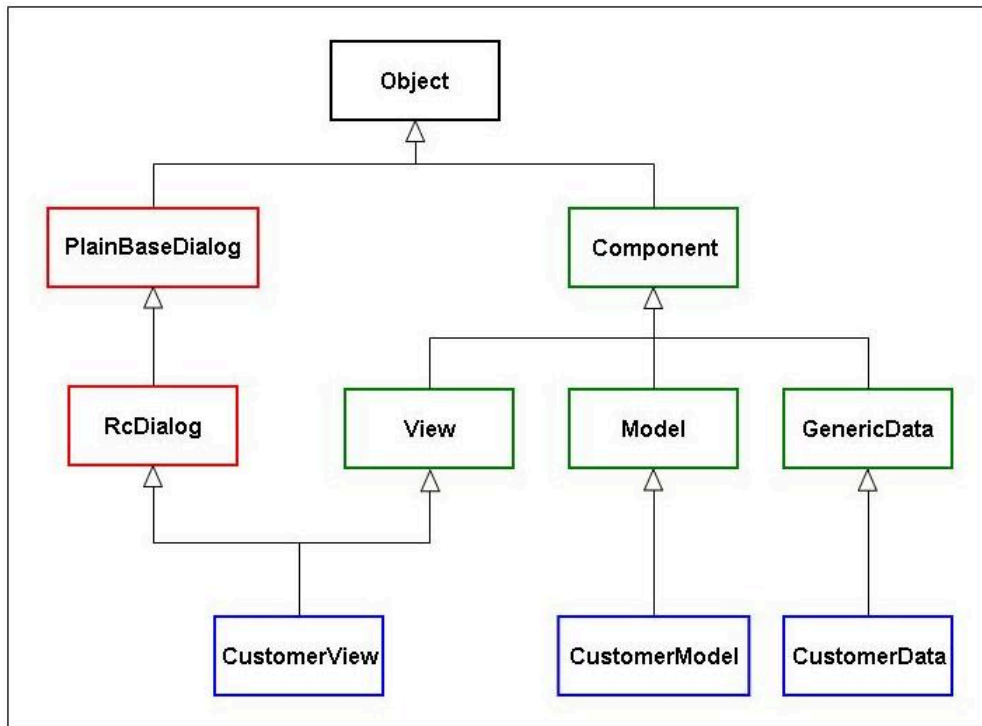 Object
PlainBaseDialog
Component
RcDialog
View
Model
GenericData
CustomerView
CustomerModel
CustomerData